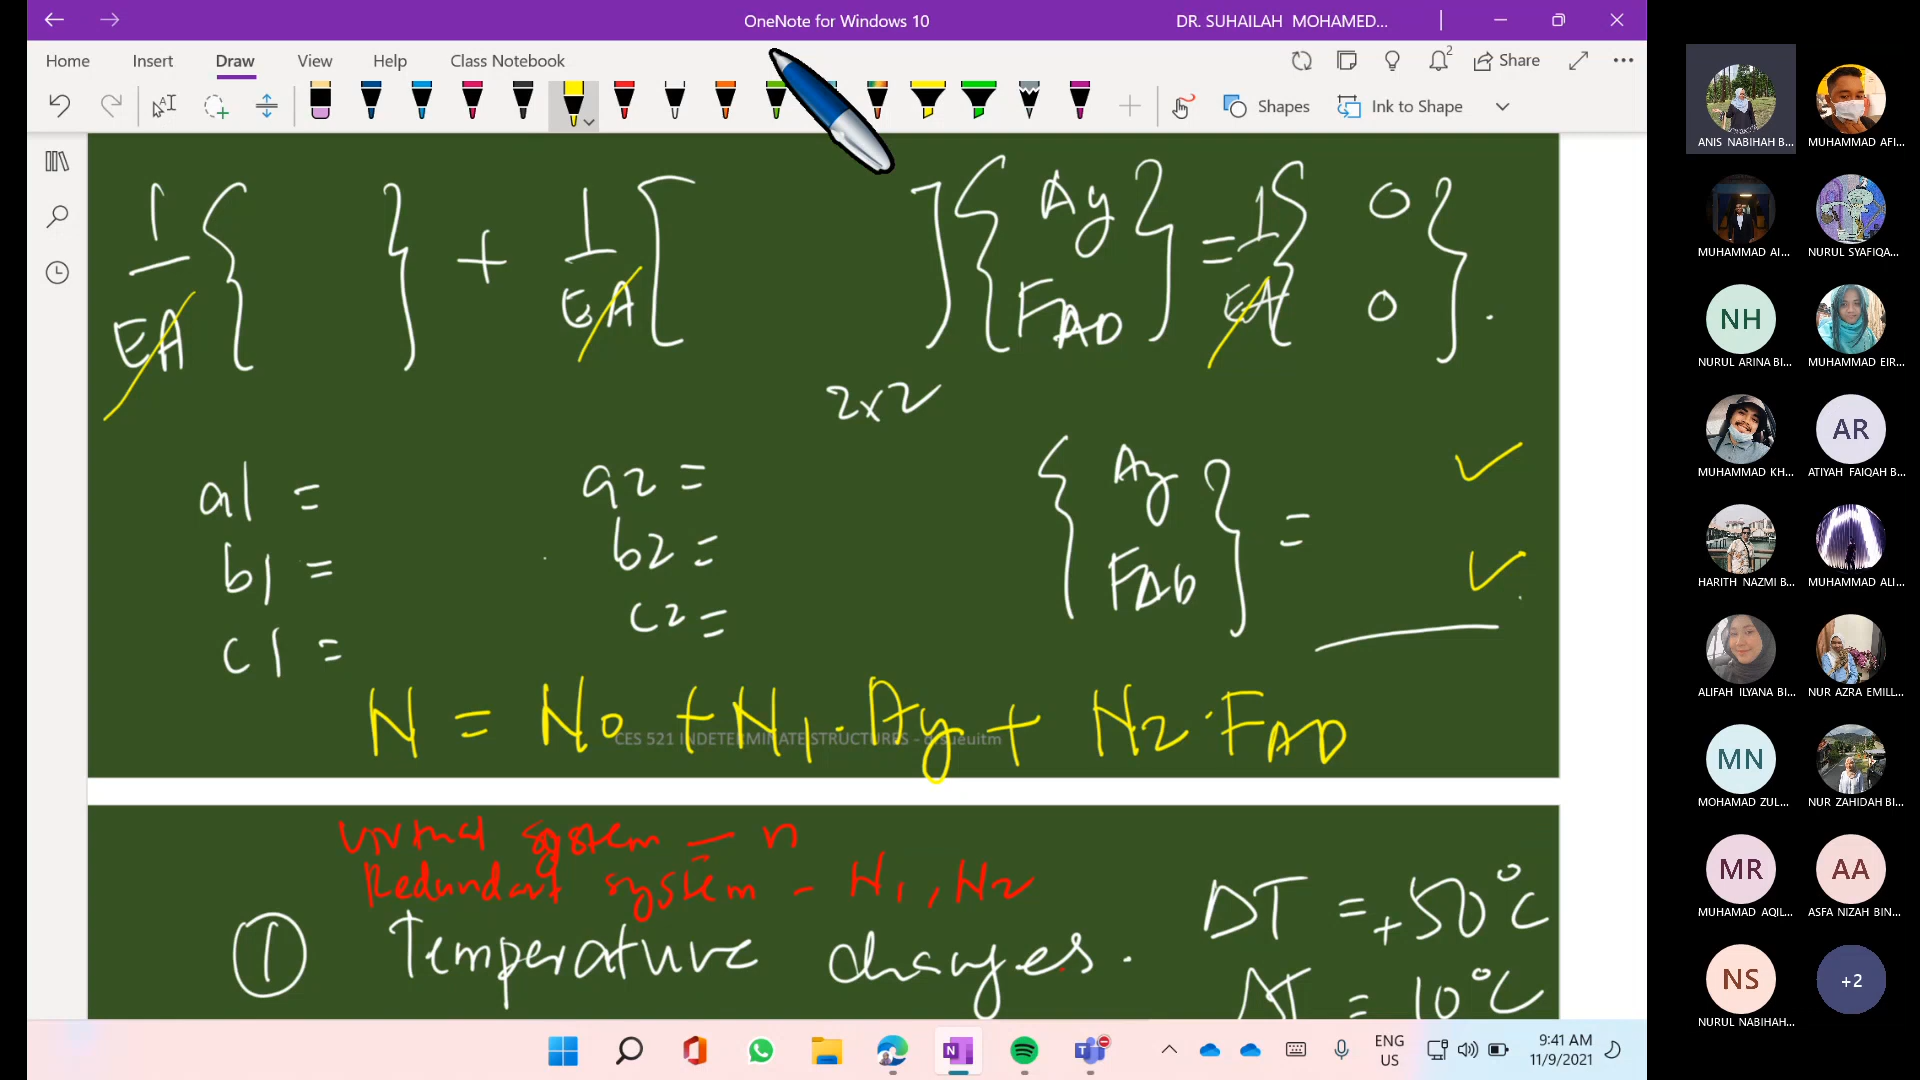 OneNote for Windows 10
DR. SUHAILAH MOHAMED...
Home Insert Draw View Help Class Notebook
2
Share
Shapes
Ink to Shape
1/EA { } + 1/EA [ ] { Ay FAD } = 1/EA { 0 0 } .
2x2
a1 =
b1 =
c1 =
a2 =
b2 =
c2 =
{ Ay FAD } =
N = N0 + N1 . Ay + N2 . FAD
CES 521 INDETERMINATE STRUCTURES -
Virtual system = n
Redundant system - N1, N2
① Temperature changes.
DT = +50°C
ΔT = 10°C
ANIS NABIHAH B...
MUHAMMAD AFI...
MUHAMMAD AI...
NURUL SYAFIQA...
NH
NURUL ARINA BI...
MUHAMMAD EIR...
MUHAMMAD KH...
AR
ATIYAH FAIQAH B...
HARITH NAZMI B...
MUHAMMAD ALI...
ALIFAH ILYANA BI...
NUR AZRA EMILL...
MN
MOHAMAD ZUL...
NUR ZAHIDAH BI...
MR
MUHAMAD AQIL...
AA
ASFA NIZAH BIN...
NS
NURUL NABIHAH...
+2
ENG
US
9:41 AM
11/9/2021